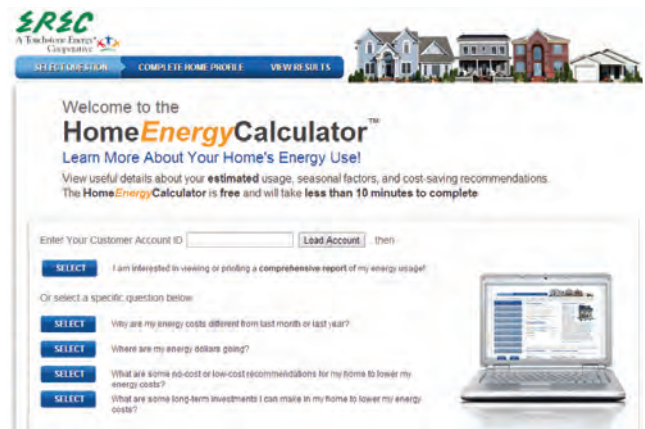 EREC
A Touchstone Energy®
Cooperative
SELECT QUESTION COMPLETE HOME PROFILE VIEW RESULTS
Welcome to the
HomeEnergyCalculator™
Learn More About Your Home's Energy Use!
View useful details about your estimated usage, seasonal factors, and cost-saving recommendations.
The HomeEnergyCalculator is free and will take less than 10 minutes to complete
Enter Your Customer Account ID Load Account , then
SELECT I am interested in viewing or printing a comprehensive report of my energy usage!
Or select a specific question below
SELECT Why are my energy costs different from last month or last year?
SELECT Where are my energy dollars going?
SELECT What are some no-cost or low-cost recommendations for my home to lower my
energy costs?
SELECT What are some long-term investments I can make in my home to lower my energy
costs?